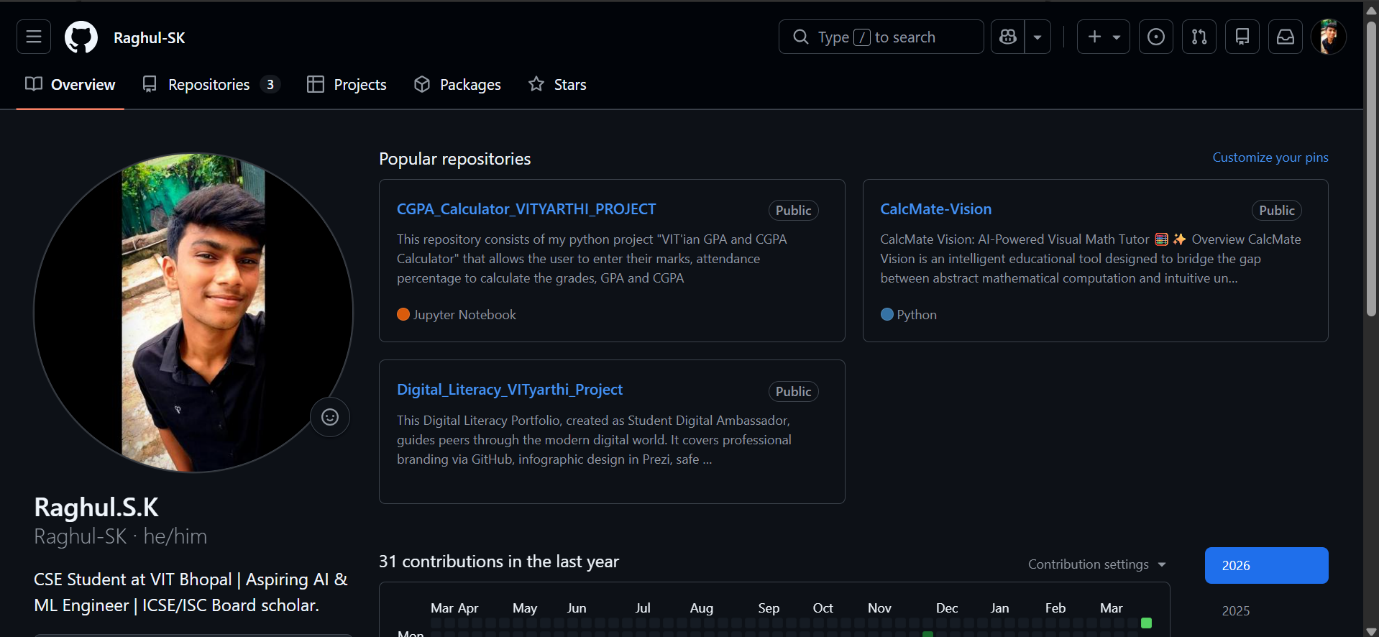 Raghul-SK
Type / to search
Overview
Repositories 3
Projects
Packages
Stars
Popular repositories
Customize your pins
CGPA_Calculator_VITYARTHI_PROJECT
Public
This repository consists of my python project "VIT'ian GPA and CGPA
Calculator" that allows the user to enter their marks, attendance
percentage to calculate the grades, GPA and CGPA
Jupyter Notebook
CalcMate-Vision
Public
CalcMate Vision: AI-Powered Visual Math Tutor 🧮✨ Overview CalcMate
Vision is an intelligent educational tool designed to bridge the gap
between abstract mathematical computation and intuitive un...
Python
Digital_Literacy_VITyarthi_Project
Public
This Digital Literacy Portfolio, created as Student Digital Ambassador,
guides peers through the modern digital world. It covers professional
branding via GitHub, infographic design in Prezi, safe ...
Raghul.S.K
Raghul-SK · he/him
CSE Student at VIT Bhopal | Aspiring AI &
ML Engineer | ICSE/ISC Board scholar.
31 contributions in the last year
Contribution settings
2026
2025
Mar Apr May Jun Jul Aug Sep Oct Nov Dec Jan Feb Mar
Mon